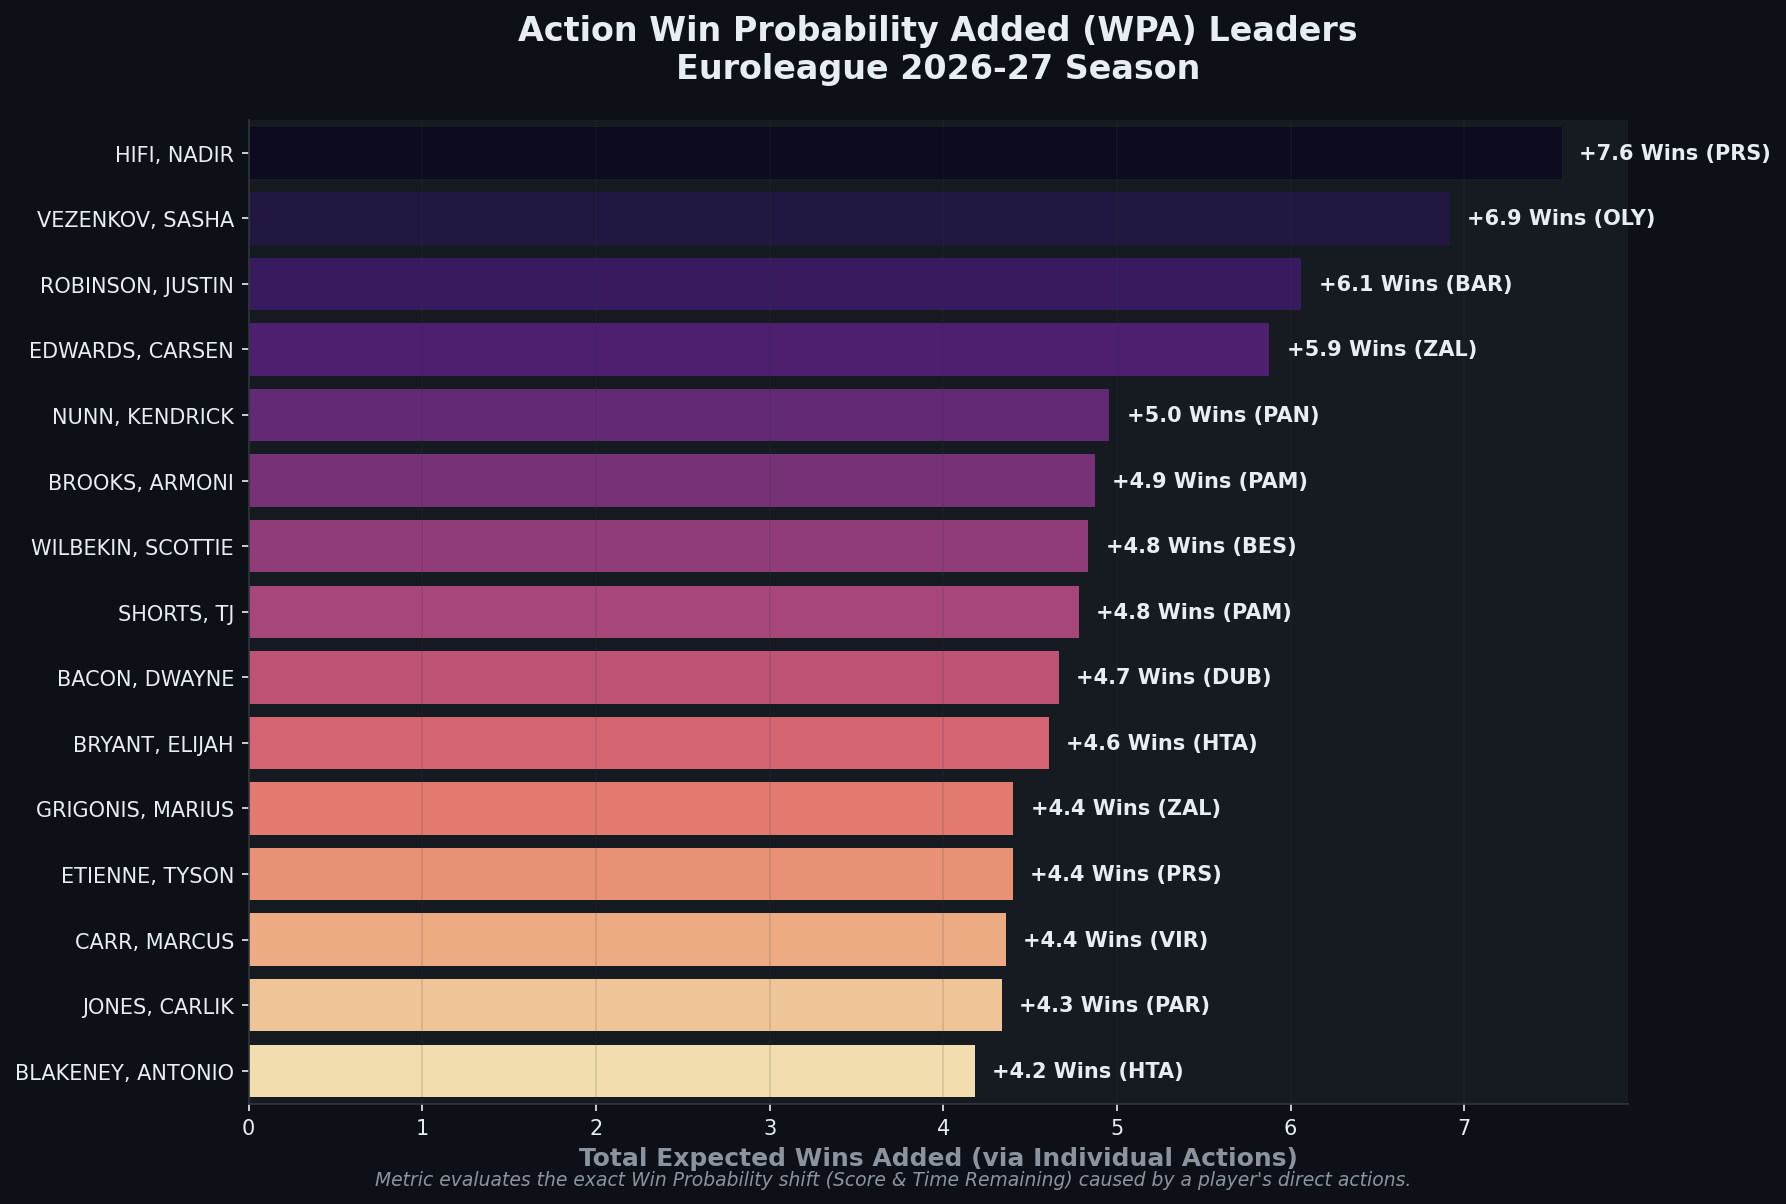 Action Win Probability Added (WPA) Leaders
Euroleague 2026-27 Season
HIFI, NADIR +7.6 Wins (PRS)
VEZENKOV, SASHA +6.9 Wins (OLY)
ROBINSON, JUSTIN +6.1 Wins (BAR)
EDWARDS, CARSEN +5.9 Wins (ZAL)
NUNN, KENDRICK +5.0 Wins (PAN)
BROOKS, ARMONI +4.9 Wins (PAM)
WILBEKIN, SCOTTIE +4.8 Wins (BES)
SHORTS, TJ +4.8 Wins (PAM)
BACON, DWAYNE +4.7 Wins (DUB)
BRYANT, ELIJAH +4.6 Wins (HTA)
GRIGONIS, MARIUS +4.4 Wins (ZAL)
ETIENNE, TYSON +4.4 Wins (PRS)
CARR, MARCUS +4.4 Wins (VIR)
JONES, CARLIK +4.3 Wins (PAR)
BLAKENEY, ANTONIO +4.2 Wins (HTA)
0 1 2 3 4 5 6 7
Total Expected Wins Added (via Individual Actions)
Metric evaluates the exact Win Probability shift (Score & Time Remaining) caused by a player's direct actions.